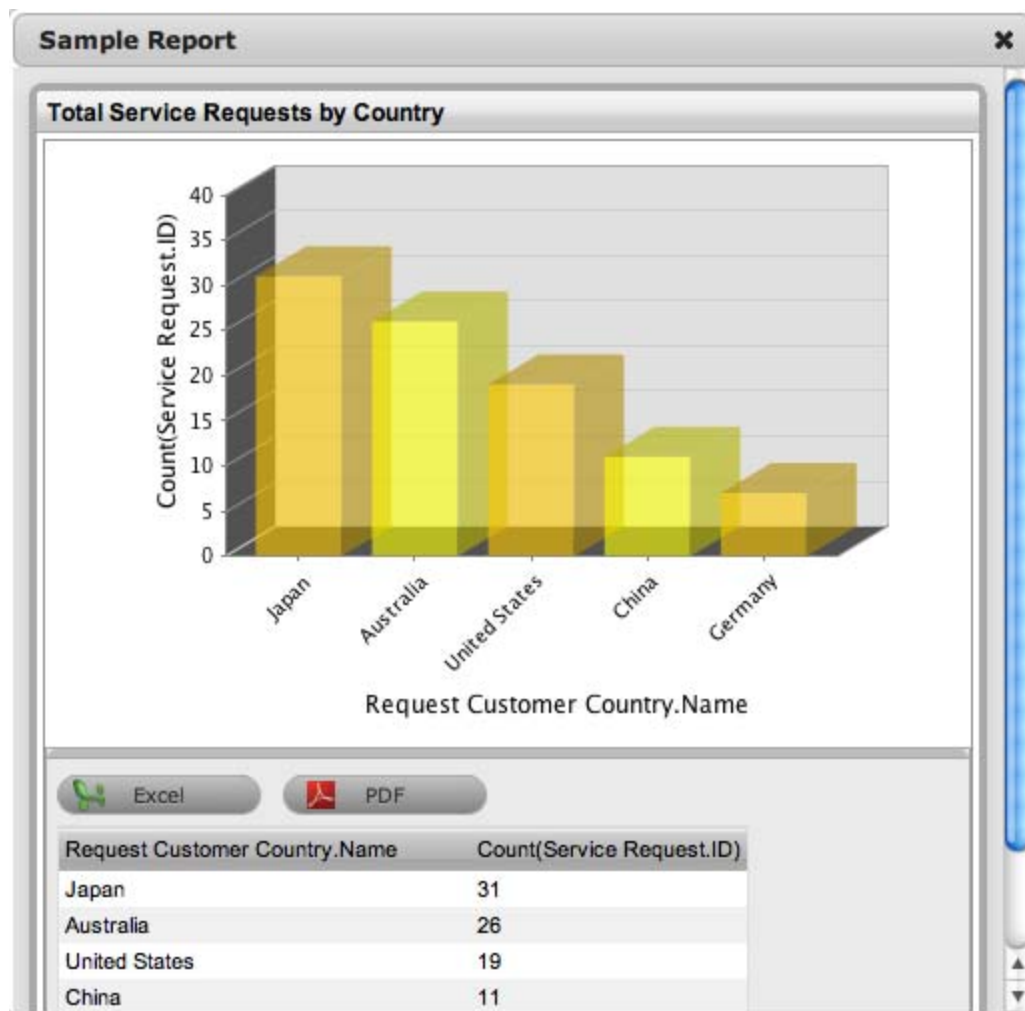 Sample Report
Total Service Requests by Country
Count(Service Request.ID)
40
35
30
25
20
15
10
5
0
Japan
Australia
United States
China
Germany
Request Customer Country.Name
Excel
PDF
Request Customer Country.Name Count(Service Request.ID)
Japan 31
Australia 26
United States 19
China 11